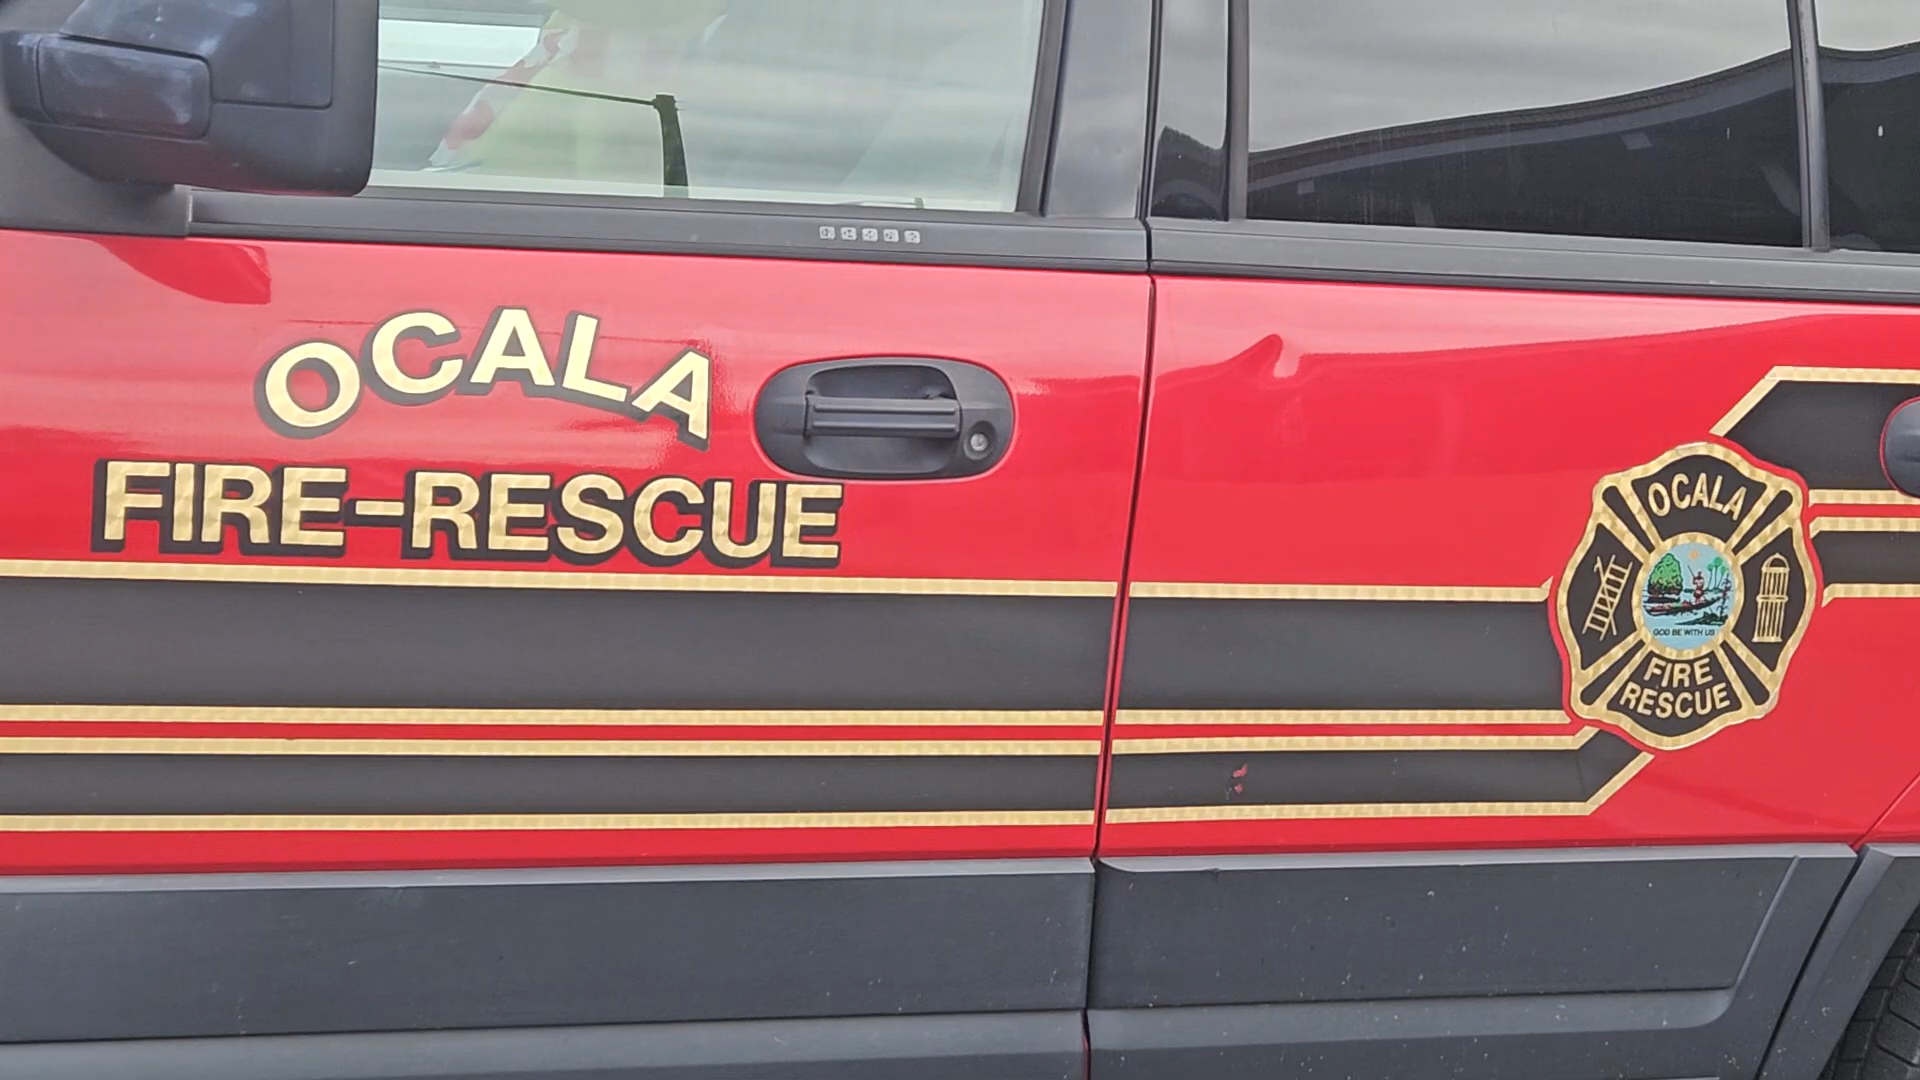 OCALA
FIRE-RESCUE
OCALA
GOD BE WITH US
FIRE
RESCUE